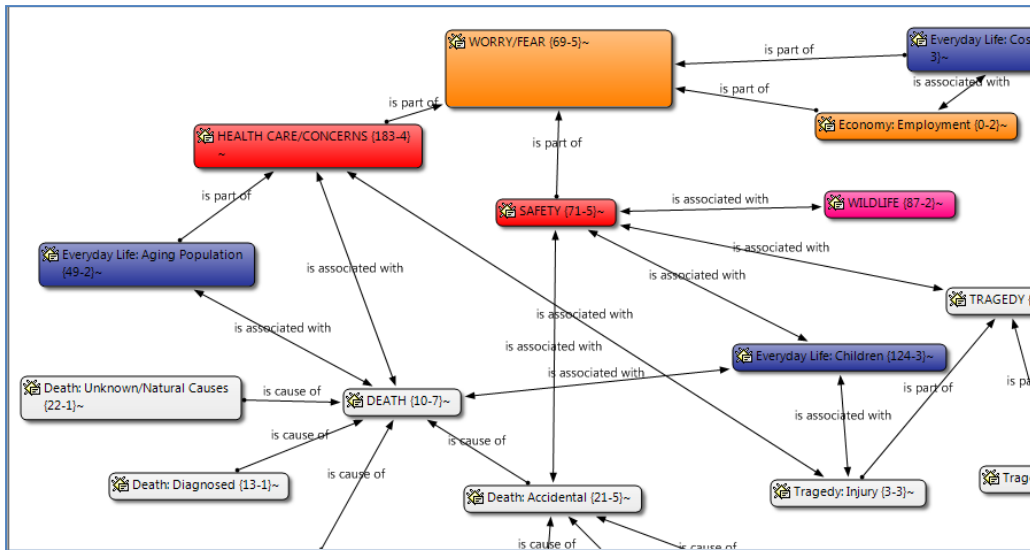 WORRY/FEAR {69-5}~
Everyday Life: Cos
3}~
is part of
is associated with
is part of
Economy: Employment {0-2}~
is part of
HEALTH CARE/CONCERNS {183-4}
~
is part of
is part of
SAFETY {71-5}~
is associated with
WILDLIFE {87-2}~
Everyday Life: Aging Population
{49-2}~
is associated with
is associated with
is associated with
TRAGEDY {
is associated with
is associated with
is associated with
Everyday Life: Children {124-3}~
is associated with
Death: Unknown/Natural Causes
{22-1}~
is cause of
DEATH {10-7}~
is part of
is pa
is associated with
is cause of
is cause of
is cause of
Death: Diagnosed {13-1}~
Death: Accidental {21-5}~
Tragedy: Injury {3-3}~
Trage